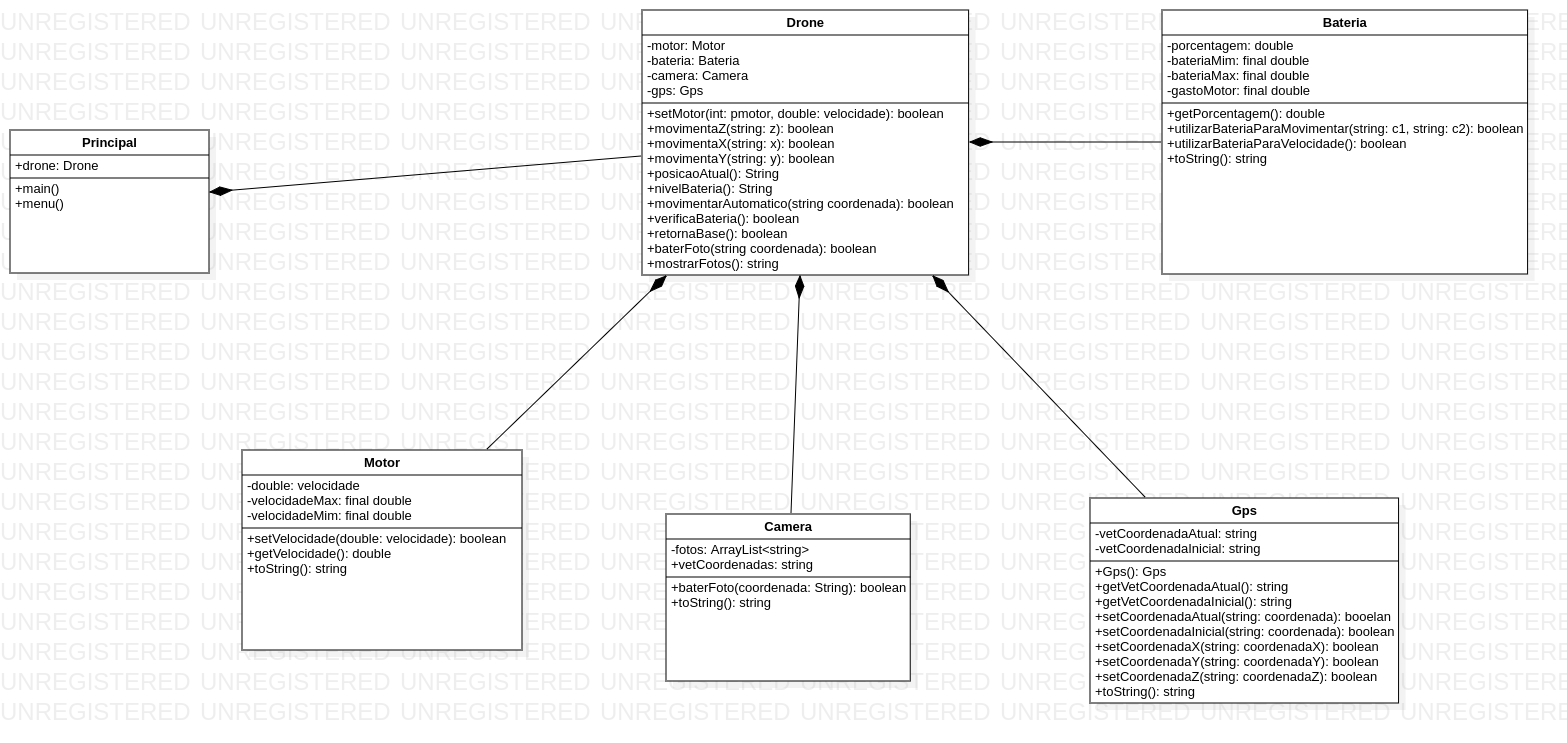 Principal
+drone: Drone
+main()
+menu()
Drone
-motor: Motor
-bateria: Bateria
-camera: Camera
-gps: Gps
+setMotor(int: pmotor, double: velocidade): boolean
+movimentaZ(string: z): boolean
+movimentaX(string: x): boolean
+movimentaY(string: y): boolean
+posicaoAtual(): String
+nivelBateria(): String
+movimentarAutomatico(string coordenada): boolean
+verificaBateria(): boolean
+retornaBase(): boolean
+baterFoto(string coordenada): boolean
+mostrarFotos(): string
Bateria
-porcentagem: double
-bateriaMim: final double
-bateriaMax: final double
-gastoMotor: final double
+getPorcentagem(): double
+utilizarBateriaParaMovimentar(string: c1, string: c2): boolean
+utilizarBateriaParaVelocidade(): boolean
+toString(): string
Motor
-double: velocidade
-velocidadeMax: final double
-velocidadeMim: final double
+setVelocidade(double: velocidade): boolean
+getVelocidade(): double
+toString(): string
Camera
-fotos: ArrayList<string>
+vetCoordenadas: string
+baterFoto(coordenada: String): boolean
+toString(): string
Gps
-vetCoordenadaAtual: string
-vetCoordenadaInicial: string
+Gps(): Gps
+getVetCoordenadaAtual(): string
+getVetCoordenadaInicial(): string
+setCoordenadaAtual(string: coordenada): booelan
+setCoordenadaInicial(string: coordenada): boolean
+setCoordenadaX(string: coordenadaX): boolean
+setCoordenadaY(string: coordenadaY): boolean
+setCoordenadaZ(string: coordenadaZ): boolean
+toString(): string
UNREGISTERED